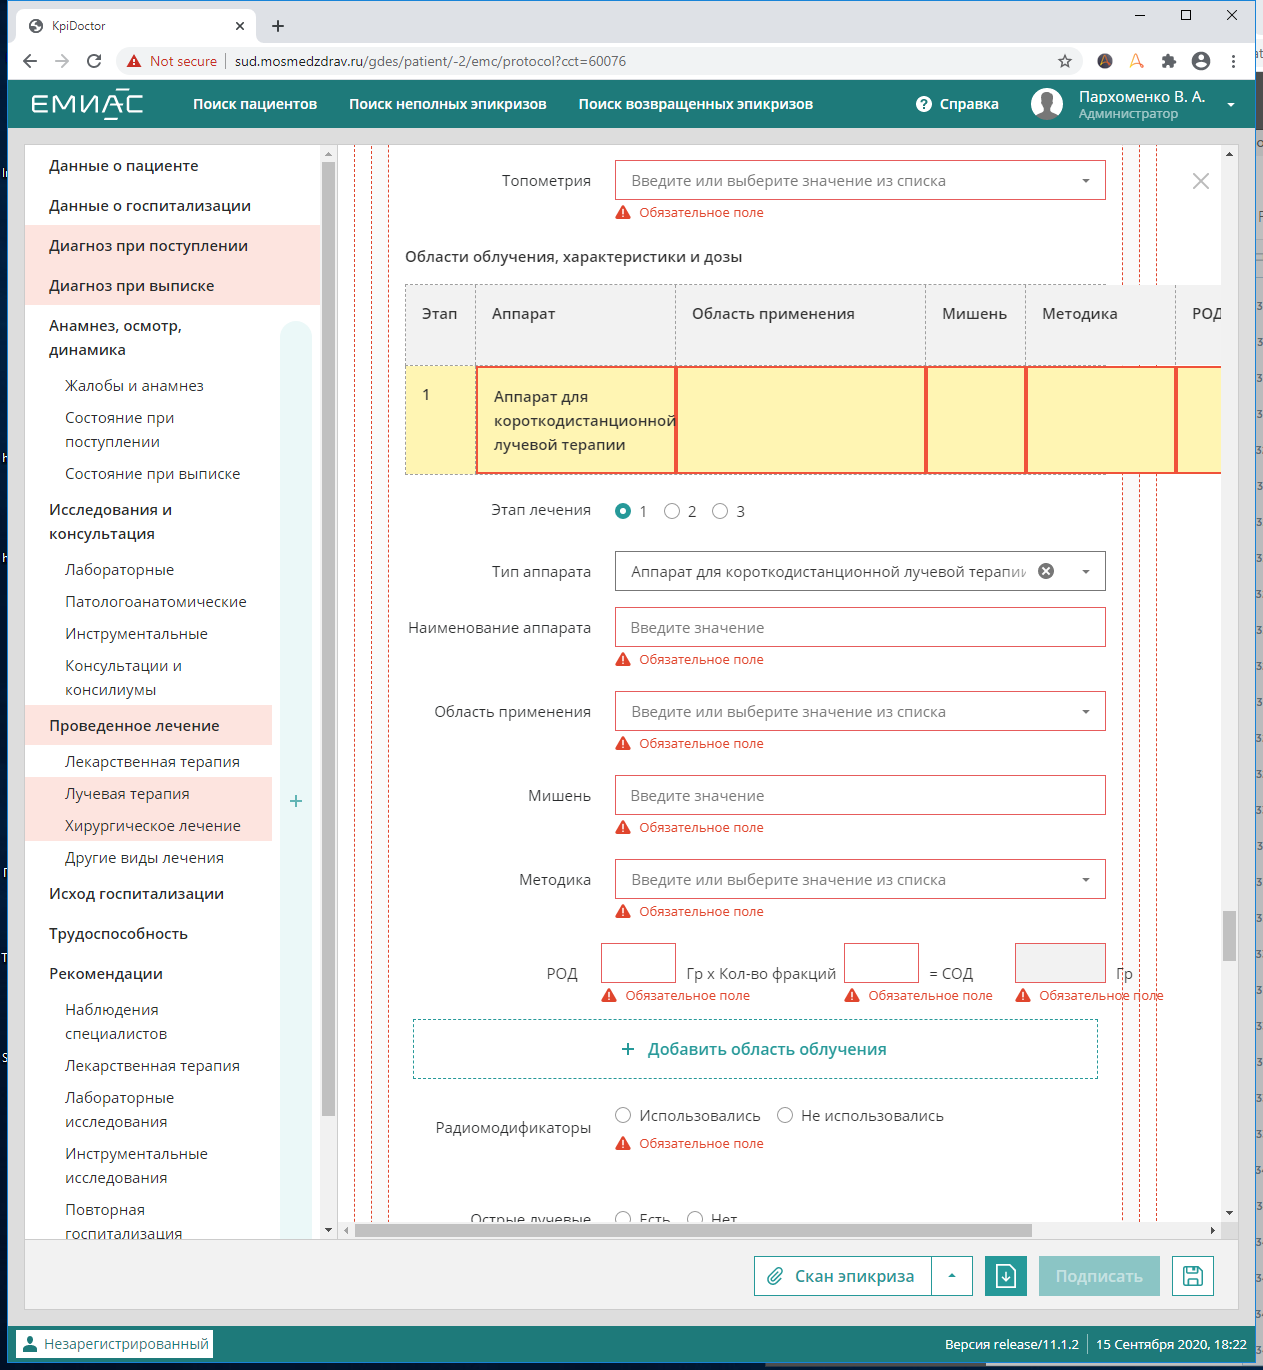 KpiDoctor
Not secure
sud.mosmedzdrav.ru/gdes/patient/-2/emc/protocol?cct=60076
ЕМИАС
Поиск пациентов
Поиск неполных эпикризов
Поиск возвращенных эпикризов
? Справка
Пархоменко В. А.
Администратор
Данные о пациенте
Данные о госпитализации
Диагноз при поступлении
Диагноз при выписке
Анамнез, осмотр,
динамика
Жалобы и анамнез
Состояние при
поступлении
Состояние при выписке
Исследования и
консультация
Лабораторные
Патологоанатомические
Инструментальные
Консультации и
консилиумы
Проведенное лечение
Лекарственная терапия
Лучевая терапия
Хирургическое лечение
Другие виды лечения
Исход госпитализации
Трудоспособность
Рекомендации
Наблюдения
специалистов
Лекарственная терапия
Лабораторные
исследования
Инструментальные
исследования
Повторная
госпитализация
+
Топометрия
Введите или выберите значение из списка
Обязательное поле
Области облучения, характеристики и дозы
Этап
Аппарат
Область применения
Мишень
Методика
РОД
1
Аппарат для
короткодистанционной
лучевой терапии
Этап лечения
1
2
3
Тип аппарата
Аппарат для короткодистанционной лучевой терапии
Наименование аппарата
Введите значение
Обязательное поле
Область применения
Введите или выберите значение из списка
Обязательное поле
Мишень
Введите значение
Обязательное поле
Методика
Введите или выберите значение из списка
Обязательное поле
РОД
Гр x Кол-во фракций
= СОД
Гр
Обязательное поле
Обязательное поле
Обязательное поле
+ Добавить область облучения
Радиомодификаторы
Использовались
Не использовались
Обязательное поле
Острые лучевые
Есть
Нет
Скан эпикриза
Подписать
Незарегистрированный
Версия release/11.1.2
15 Сентября 2020, 18:22